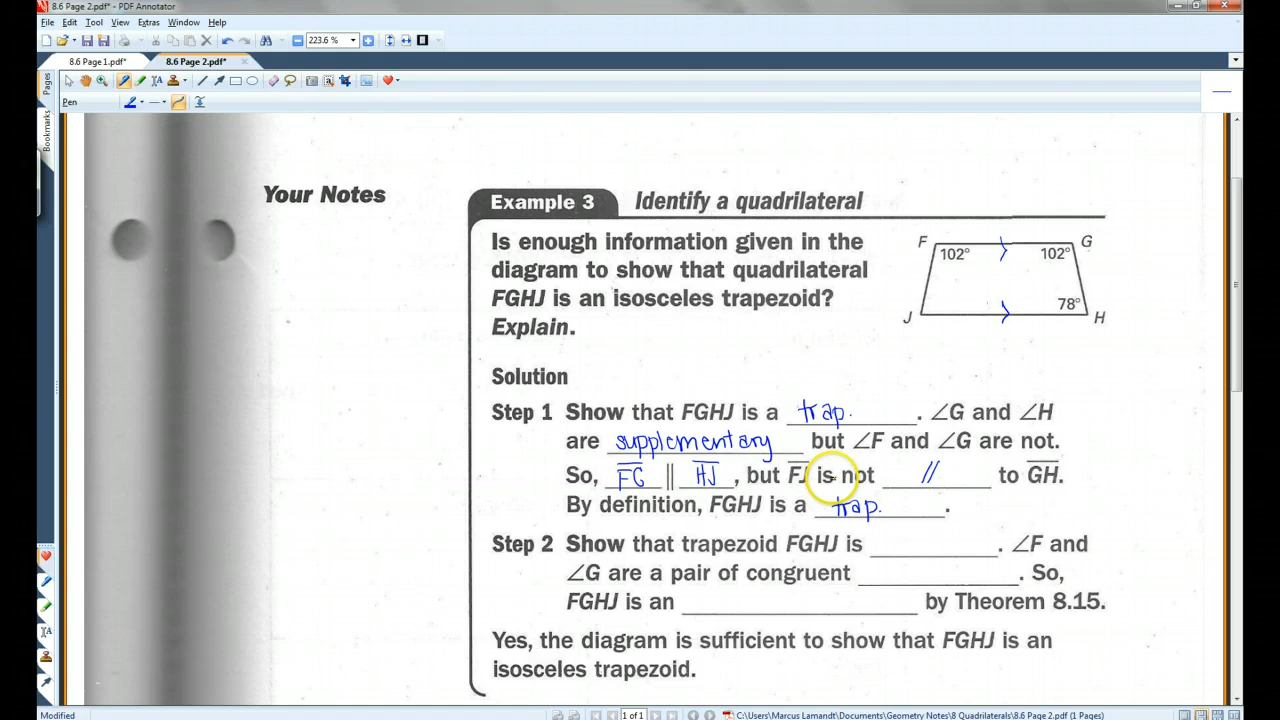 8.6 Page 2.pdf* - PDF Annotator
File Edit Tool View Extras Window Help
223.6 %
8.6 Page 1.pdf* 8.6 Page 2.pdf*
Pen
Pages
Bookmarks
Your Notes
Example 3 Identify a quadrilateral
Is enough information given in the
diagram to show that quadrilateral
FGHJ is an isosceles trapezoid?
Explain.
F G
102° 102°
78°
J H
Solution
Step 1 Show that FGHJ is a trap. . ∠G and ∠H
are supplementary but ∠F and ∠G are not.
So, FG || HJ, but FJ is not // to GH.
By definition, FGHJ is a trap. .
Step 2 Show that trapezoid FGHJ is ____________. ∠F and
∠G are a pair of congruent ____________. So,
FGHJ is an ____________ by Theorem 8.15.
Yes, the diagram is sufficient to show that FGHJ is an
isosceles trapezoid.
Modified 1 of 1 C:\Users\Marcus Lamandt\Documents\Geometry Notes\8 Quadrilaterals\8.6 Page 2.pdf (1 Pages)